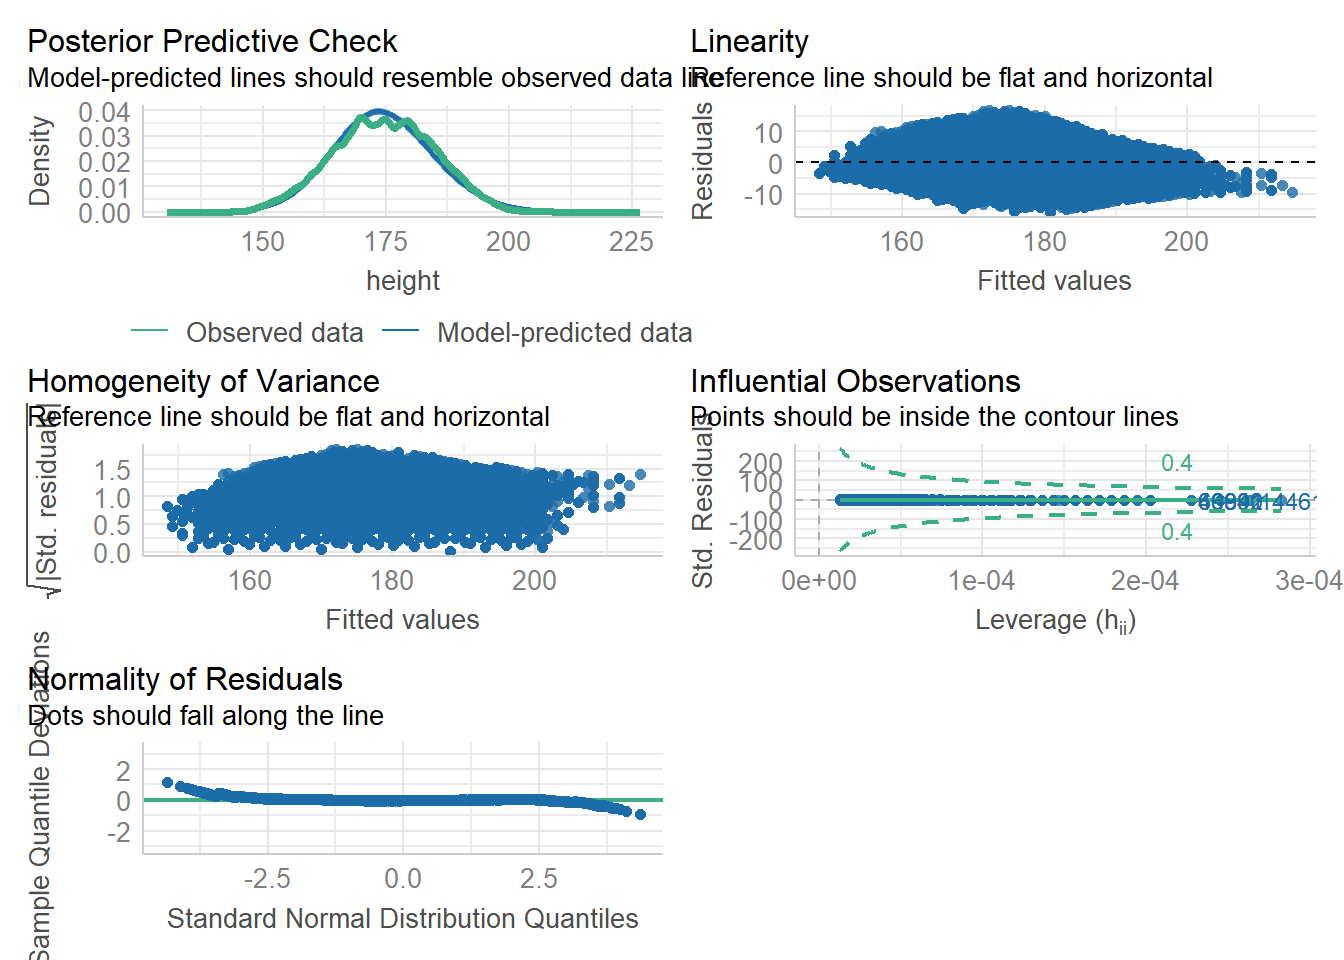 Posterior Predictive Check
Model-predicted lines should resemble observed data line
Density
0.04
0.03
0.02
0.01
0.00
150 175 200 225
height
Observed data Model-predicted data
Linearity
Reference line should be flat and horizontal
Residuals
10
0
-10
160 180 200
Fitted values
Homogeneity of Variance
Reference line should be flat and horizontal
√|Std. residuals|
1.5
1.0
0.5
0.0
160 180 200
Fitted values
Influential Observations
Points should be inside the contour lines
Std. Residuals
200
100
0
-100
-200
0.4
0.4
0e+00 1e-04 2e-04 3e-04
Leverage (hii)
Normality of Residuals
Dots should fall along the line
Sample Quantile Deviations
2
0
-2
-2.5 0.0 2.5
Standard Normal Distribution Quantiles